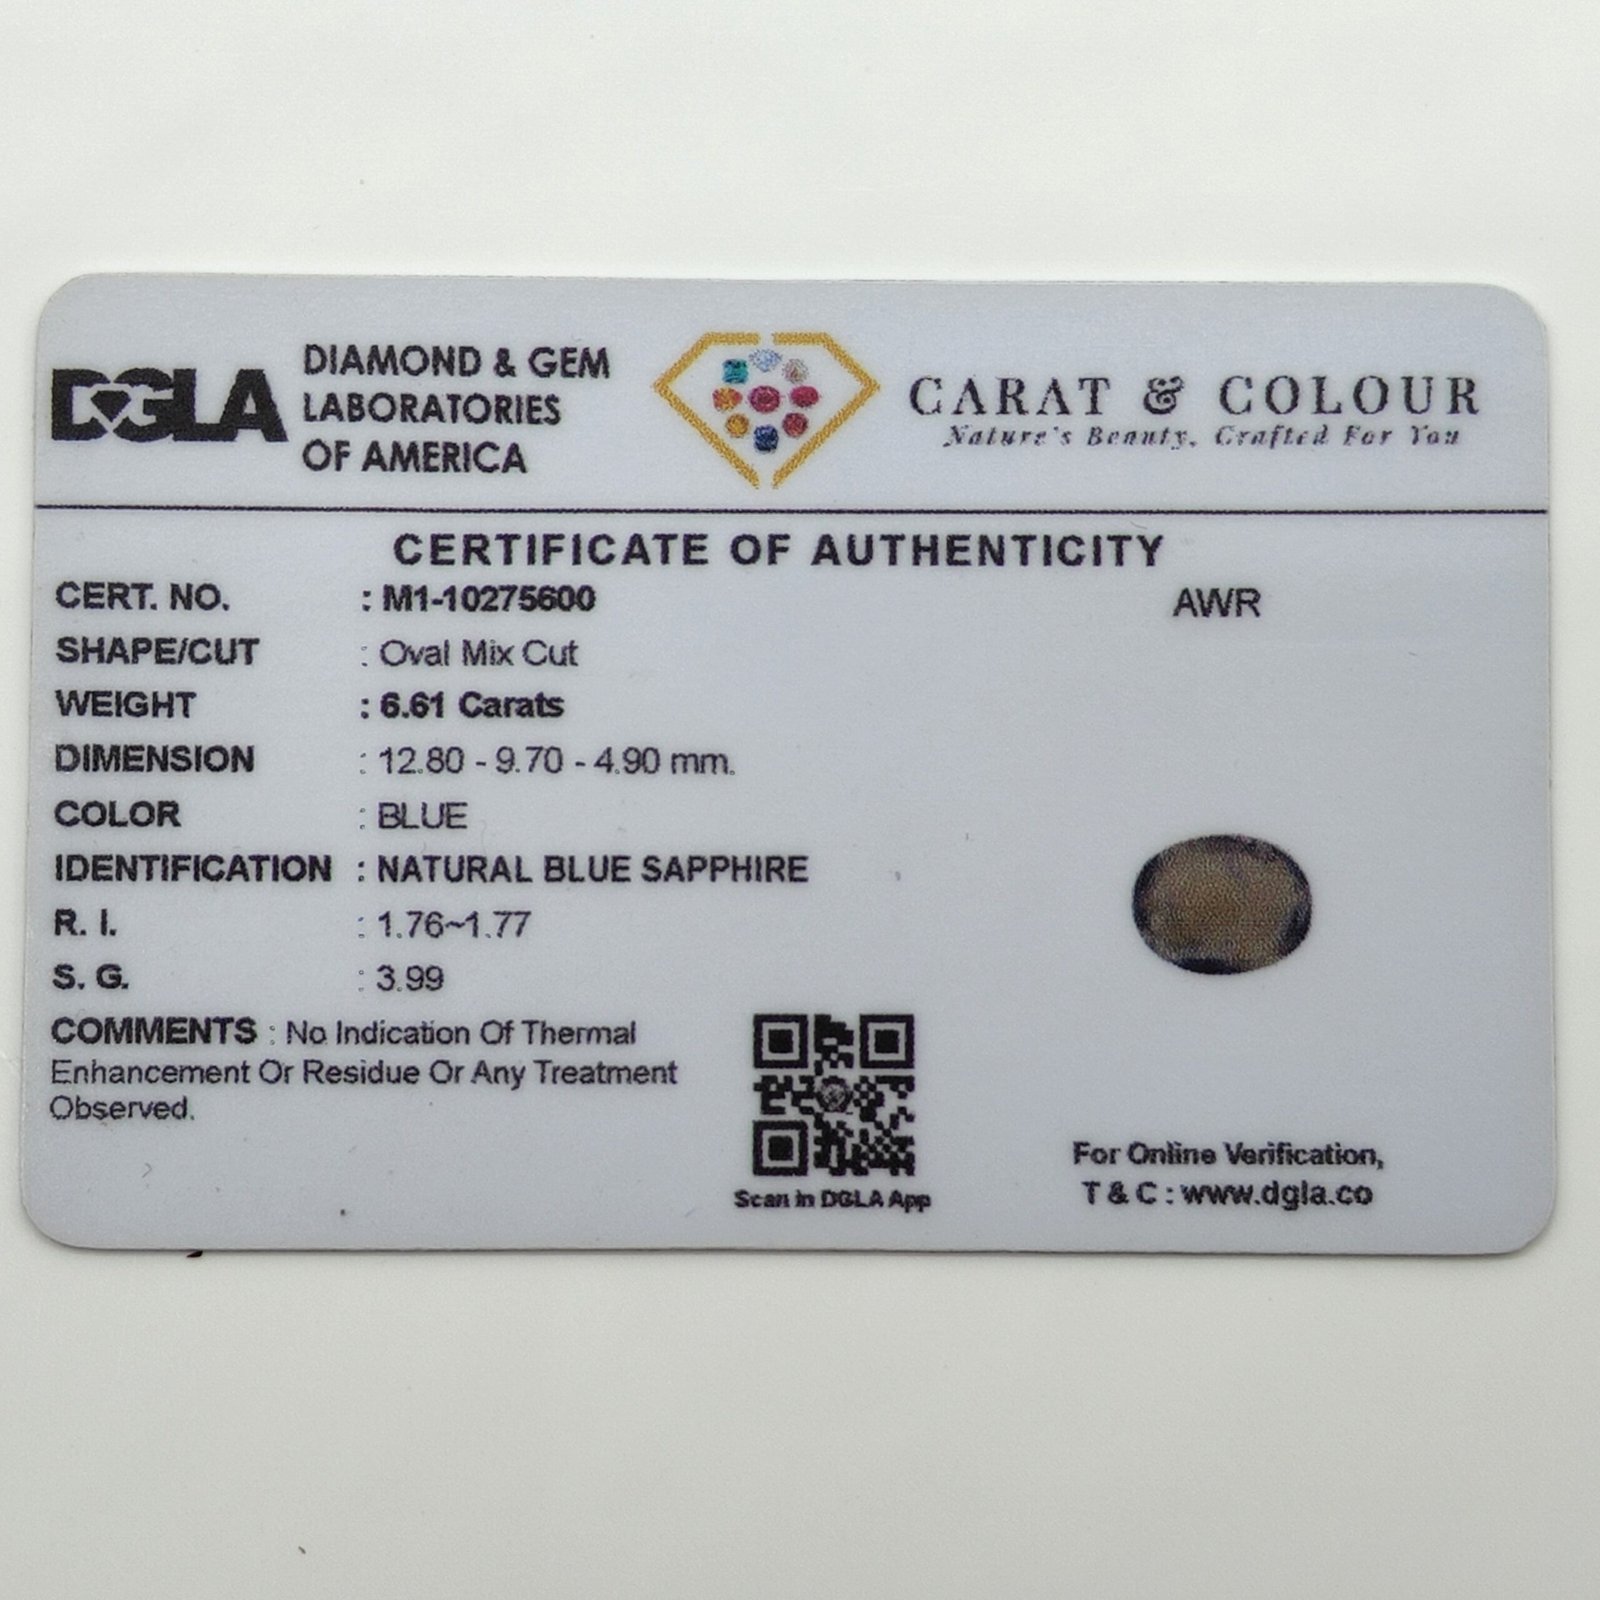 DGLA
DIAMOND & GEM
LABORATORIES
OF AMERICA
CARAT & COLOUR
Nature's Beauty, Crafted For You
CERTIFICATE OF AUTHENTICITY
CERT. NO. : M1-10275600
AWR
SHAPE/CUT : Oval Mix Cut
WEIGHT : 6.61 Carats
DIMENSION : 12.80 - 9.70 - 4.90 mm.
COLOR : BLUE
IDENTIFICATION : NATURAL BLUE SAPPHIRE
R. I. : 1.76~1.77
S. G. : 3.99
COMMENTS : No Indication Of Thermal
Enhancement Or Residue Or Any Treatment
Observed.
Scan in DGLA App
For Online Verification,
T & C : www.dgla.co